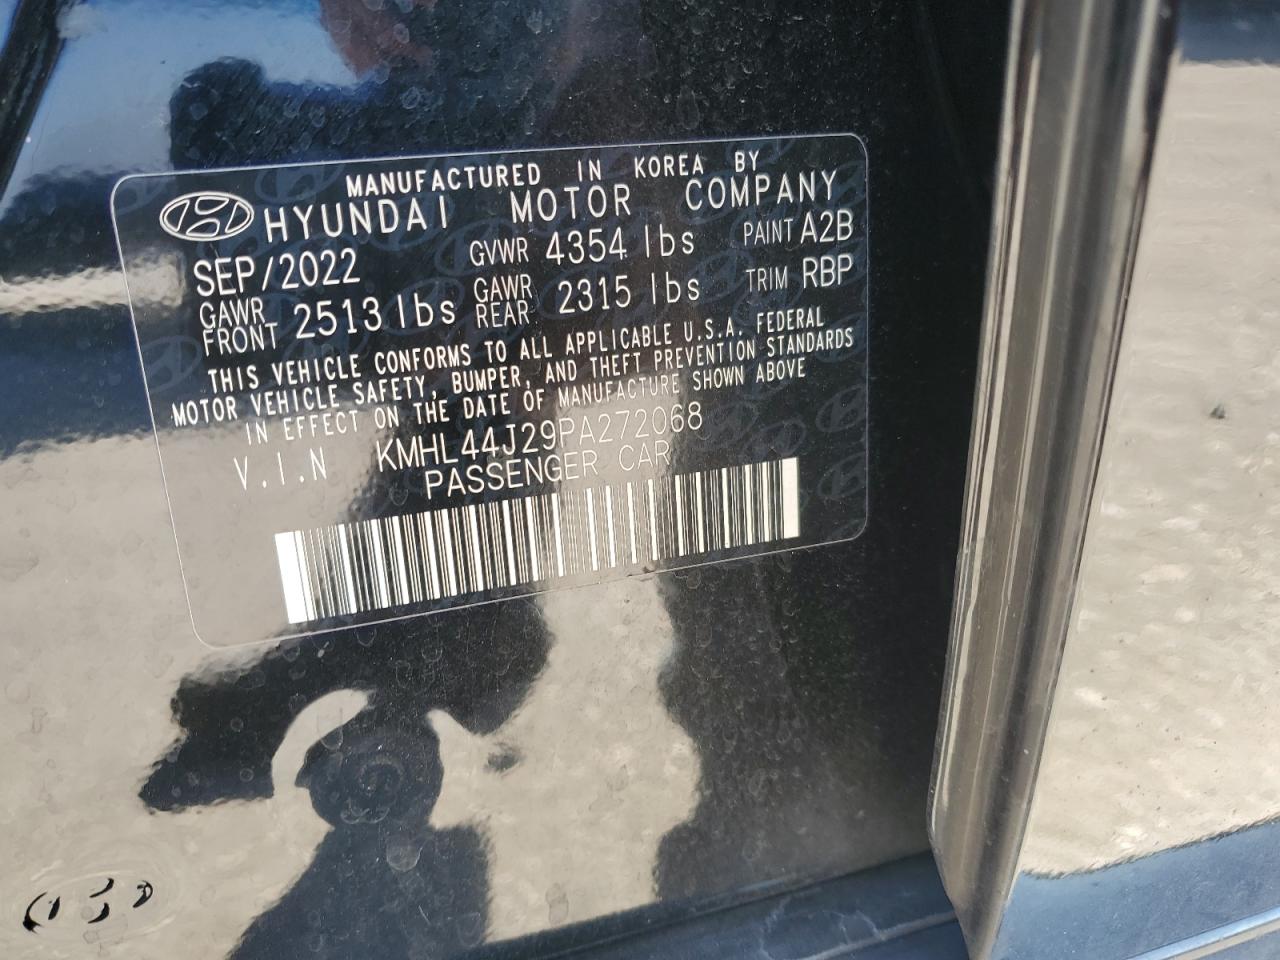 MANUFACTURED IN KOREA BY
HYUNDAI MOTOR COMPANY
SEP/2022 GVWR 4354 lbs PAINT A2B
GAWR FRONT 2513 lbs GAWR REAR 2315 lbs TRIM RBP
THIS VEHICLE CONFORMS TO ALL APPLICABLE U.S.A. FEDERAL
MOTOR VEHICLE SAFETY, BUMPER, AND THEFT PREVENTION STANDARDS
IN EFFECT ON THE DATE OF MANUFACTURE SHOWN ABOVE
V.I.N KMHL44J29PA272068
PASSENGER CAR